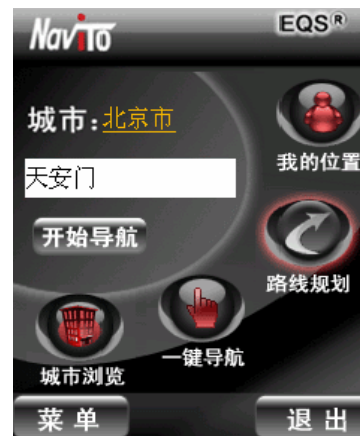 NaviTo EQS®
城市:北京市
天安门
我的位置
开始导航
路线规划
一键导航
城市浏览
菜单 退出